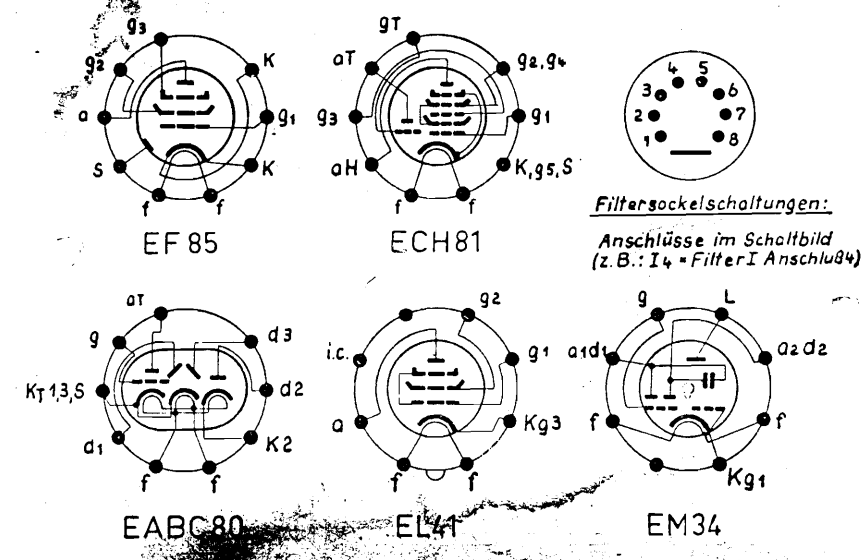 g3
g2
K
a
g1
S
K
f
f
EF 85
gT
aT
g2, g4
g3
g1
aH
K, g5, S
f
f
ECH81
4
5
3
6
2
7
1
8
Filtersockelschaltungen:
Anschlüsse im Schaltbild
(z.B.: I4 = Filter I Anschluß4)
aT
g
d3
KT 1,3, S
d2
d1
K2
f
f
EABC80
g2
i.c.
g1
a
Kg3
f
f
EL41
g
L
a1d1
a2d2
f
f
Kg1
EM34